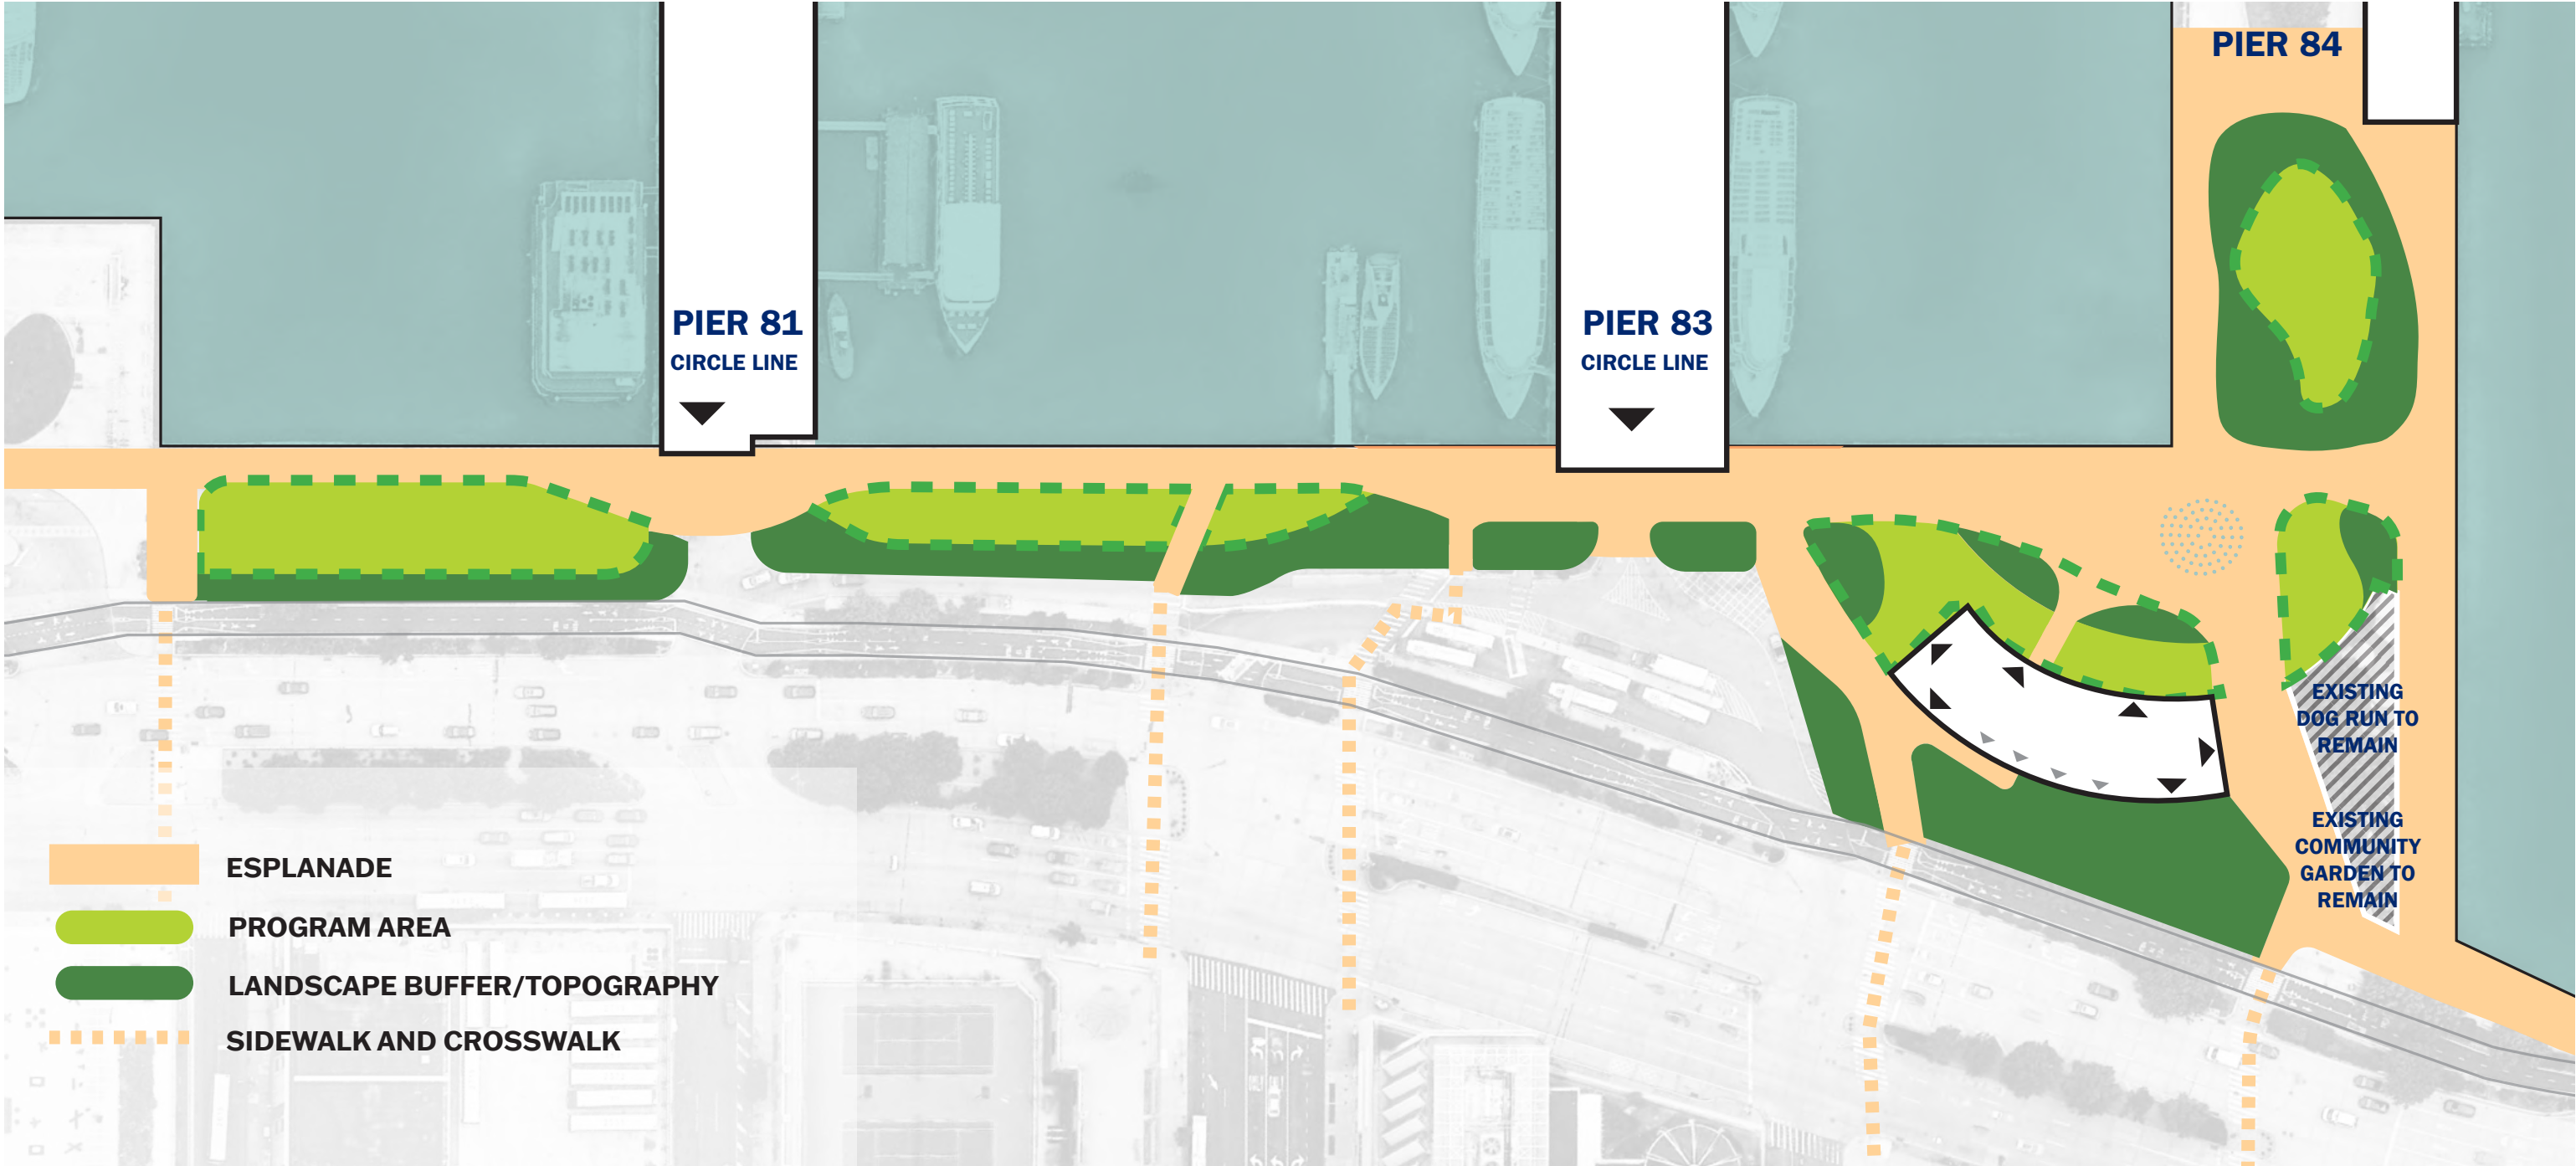 PIER 84
PIER 81
CIRCLE LINE
PIER 83
CIRCLE LINE
EXISTING
DOG RUN TO
REMAIN
EXISTING
COMMUNITY
GARDEN TO
REMAIN
ESPLANADE
PROGRAM AREA
LANDSCAPE BUFFER/TOPOGRAPHY
SIDEWALK AND CROSSWALK